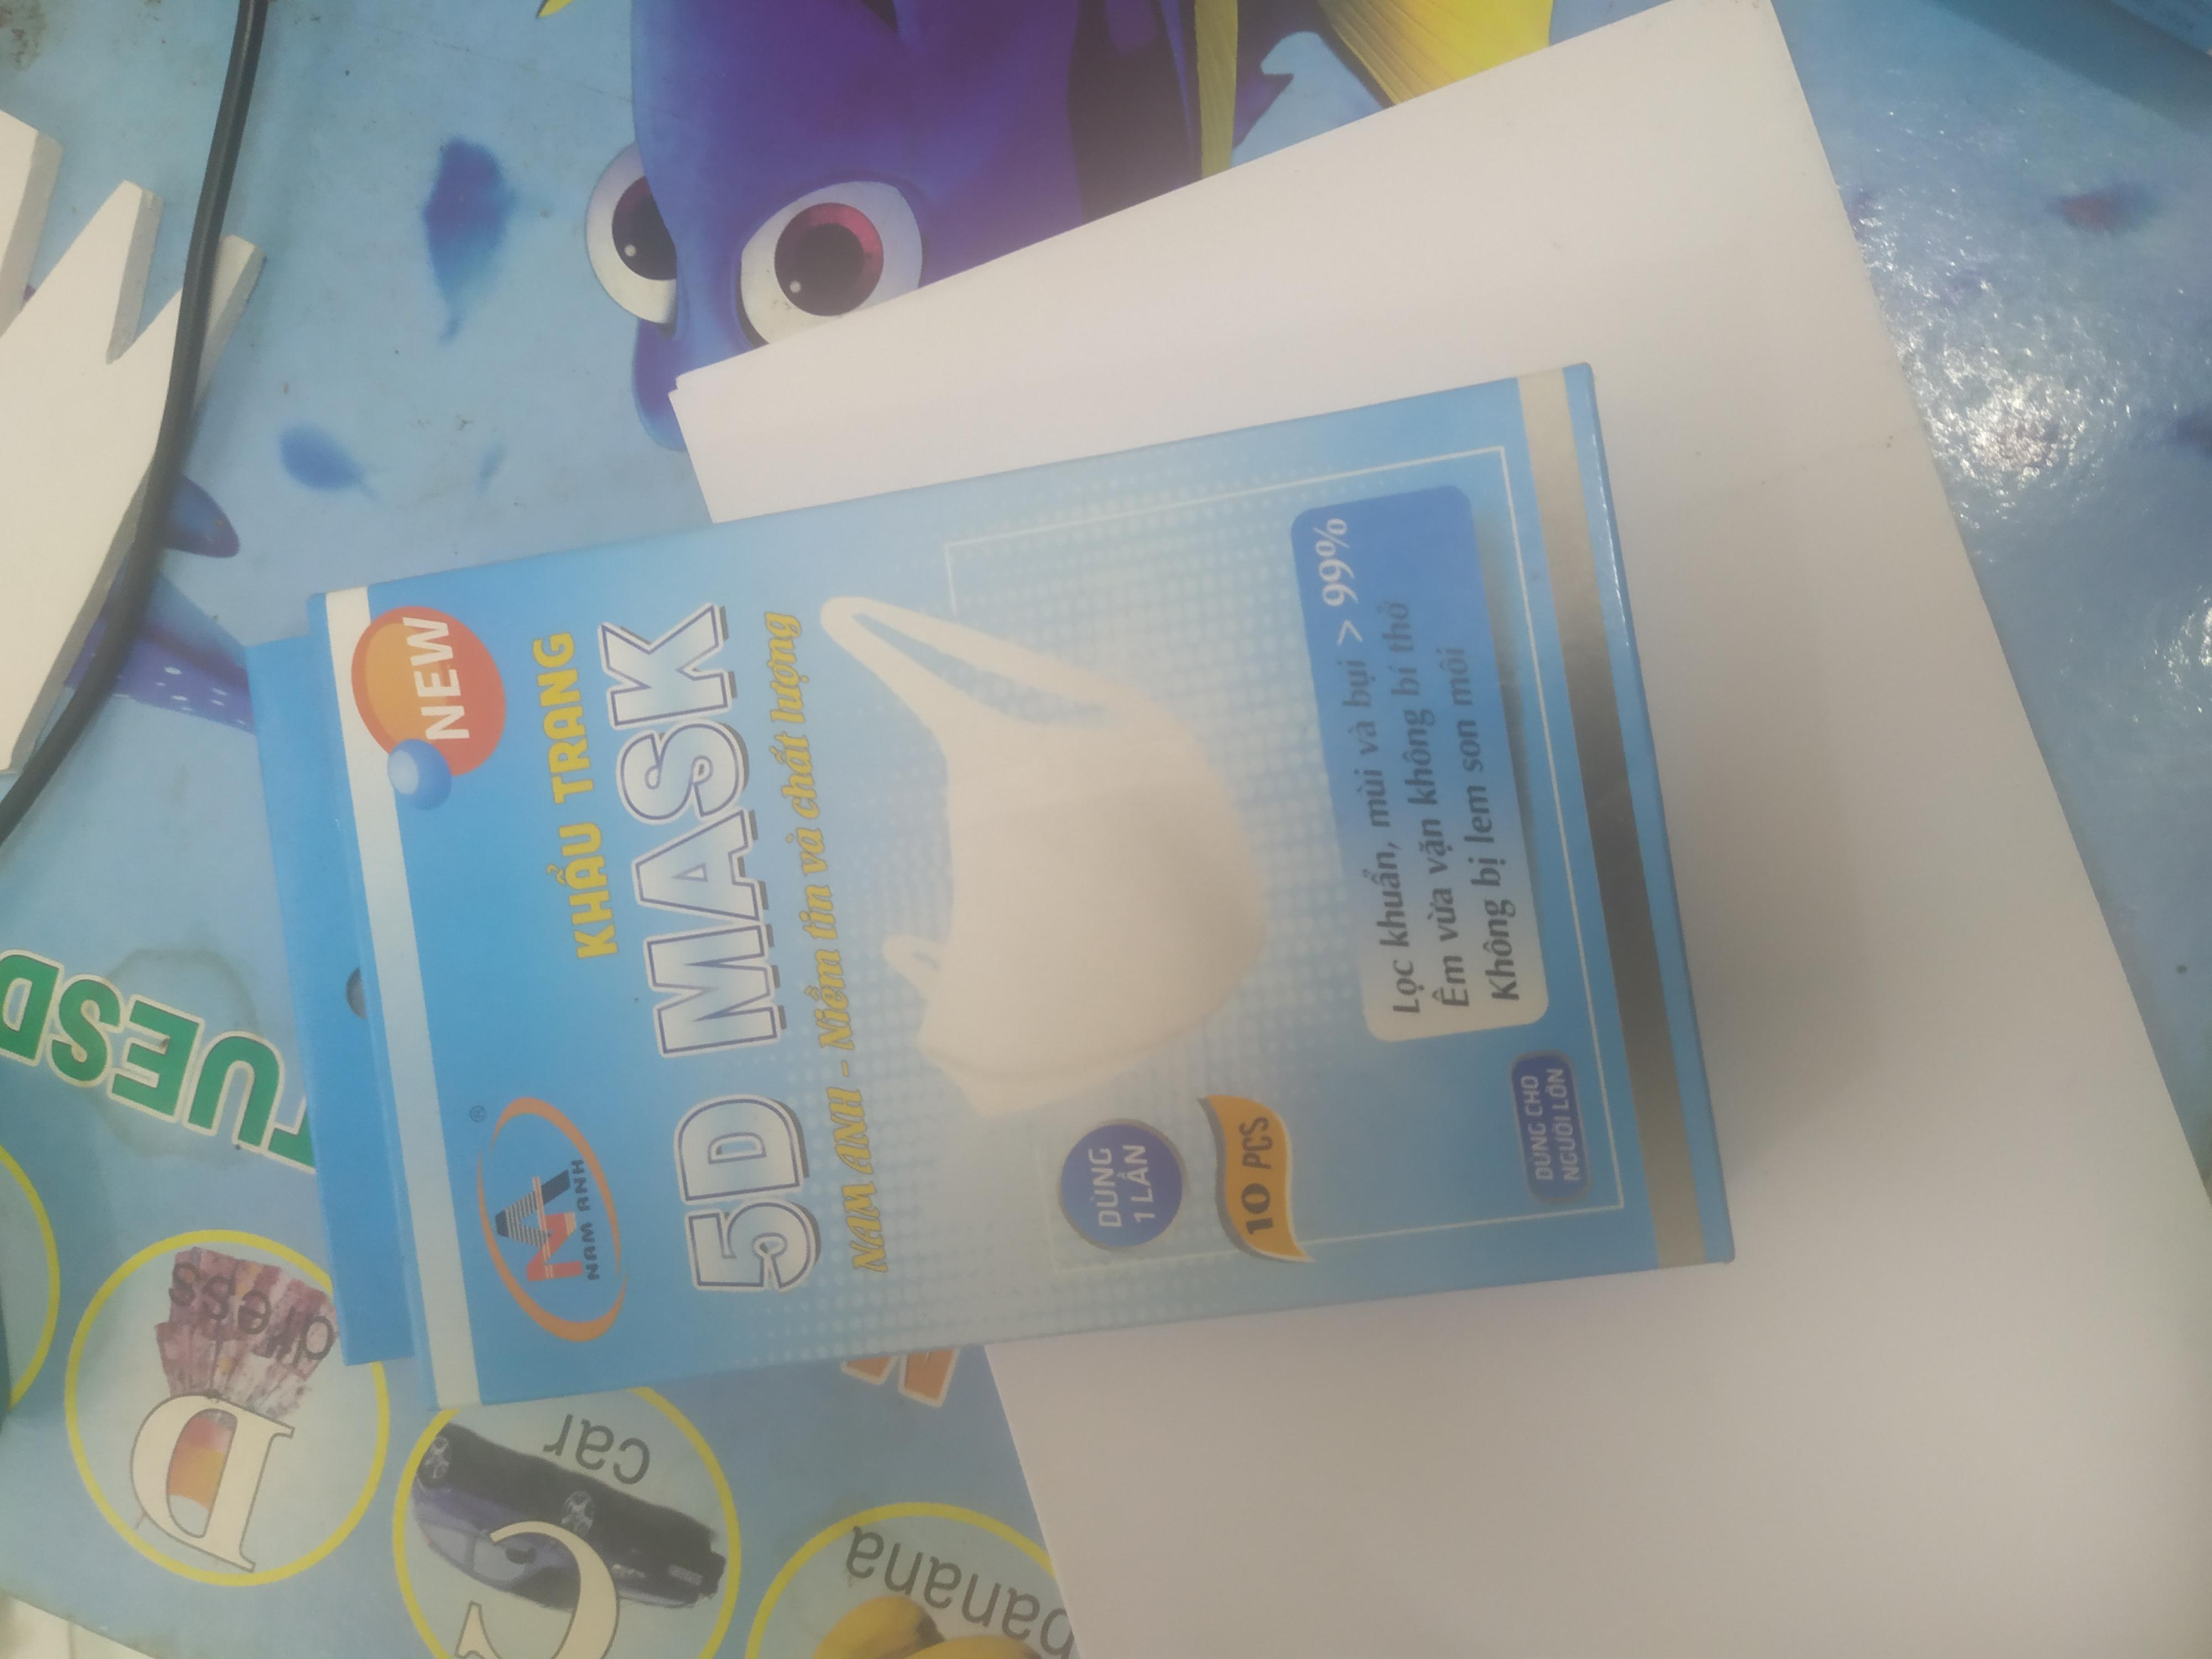 NEW
®
NAM ANH
KHẨU TRANG
5D MASK
NAM ANH - Niềm tin và chất lượng
DÙNG
1 LẦN
10 PCS
Lọc khuẩn, mùi và bụi > 99%
Êm vừa vặn không bí thở
Không bị lem son môi
DÙNG CHO
NGƯỜI LỚN
TUESD
D
dress
C
car
banana